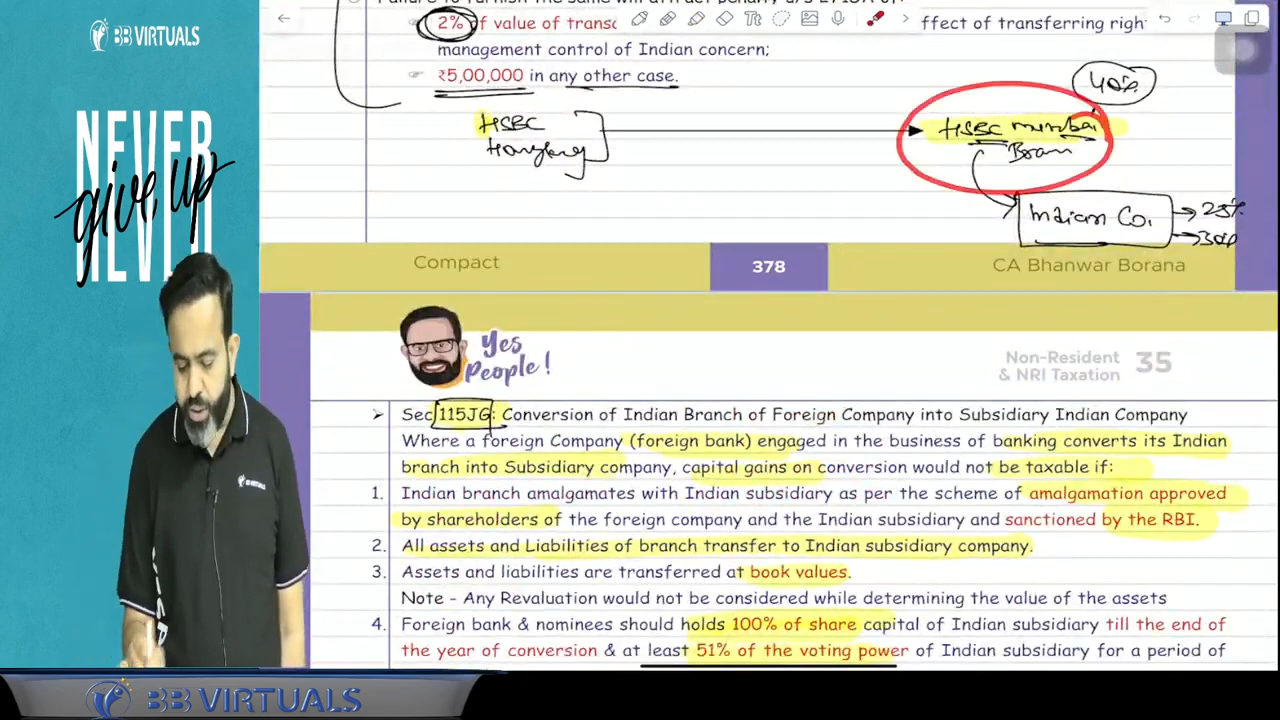 BB VIRTUALS
NEVER
give up
NEVER
2% of value of transa
ffect of transferring righ
management control of Indian concern;
₹5,00,000 in any other case.
40%
HSBC
Hongkong
HSBC mumbai
Bran
Indian Co.
25%
30%
Compact
378
CA Bhanwar Borana
Yes
People !
Non-Resident
& NRI Taxation
35
Sec 115JG: Conversion of Indian Branch of Foreign Company into Subsidiary Indian Company
Where a foreign Company (foreign bank) engaged in the business of banking converts its Indian
branch into Subsidiary company, capital gains on conversion would not be taxable if:
1. Indian branch amalgamates with Indian subsidiary as per the scheme of amalgamation approved
by shareholders of the foreign company and the Indian subsidiary and sanctioned by the RBI.
2. All assets and Liabilities of branch transfer to Indian subsidiary company.
3. Assets and liabilities are transferred at book values.
Note - Any Revaluation would not be considered while determining the value of the assets
4. Foreign bank & nominees should holds 100% of share capital of Indian subsidiary till the end of
the year of conversion & at least 51% of the voting power of Indian subsidiary for a period of
BB VIRTUALS
BB VIRTUALS